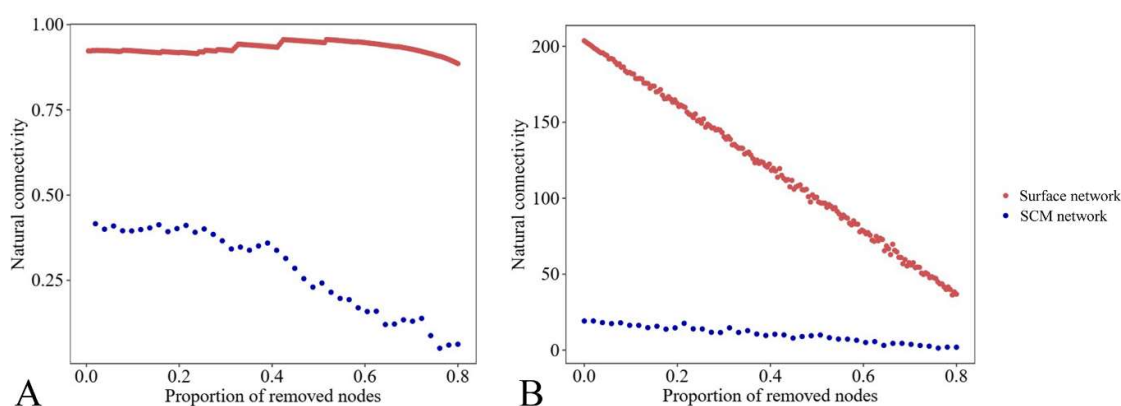 1.00
0.75
0.50
0.25
Natural connectivity
0.0 0.2 0.4 0.6 0.8
Proportion of removed nodes
A
200
150
100
50
0
Natural connectivity
0.0 0.2 0.4 0.6 0.8
Proportion of removed nodes
B
Surface network
SCM network